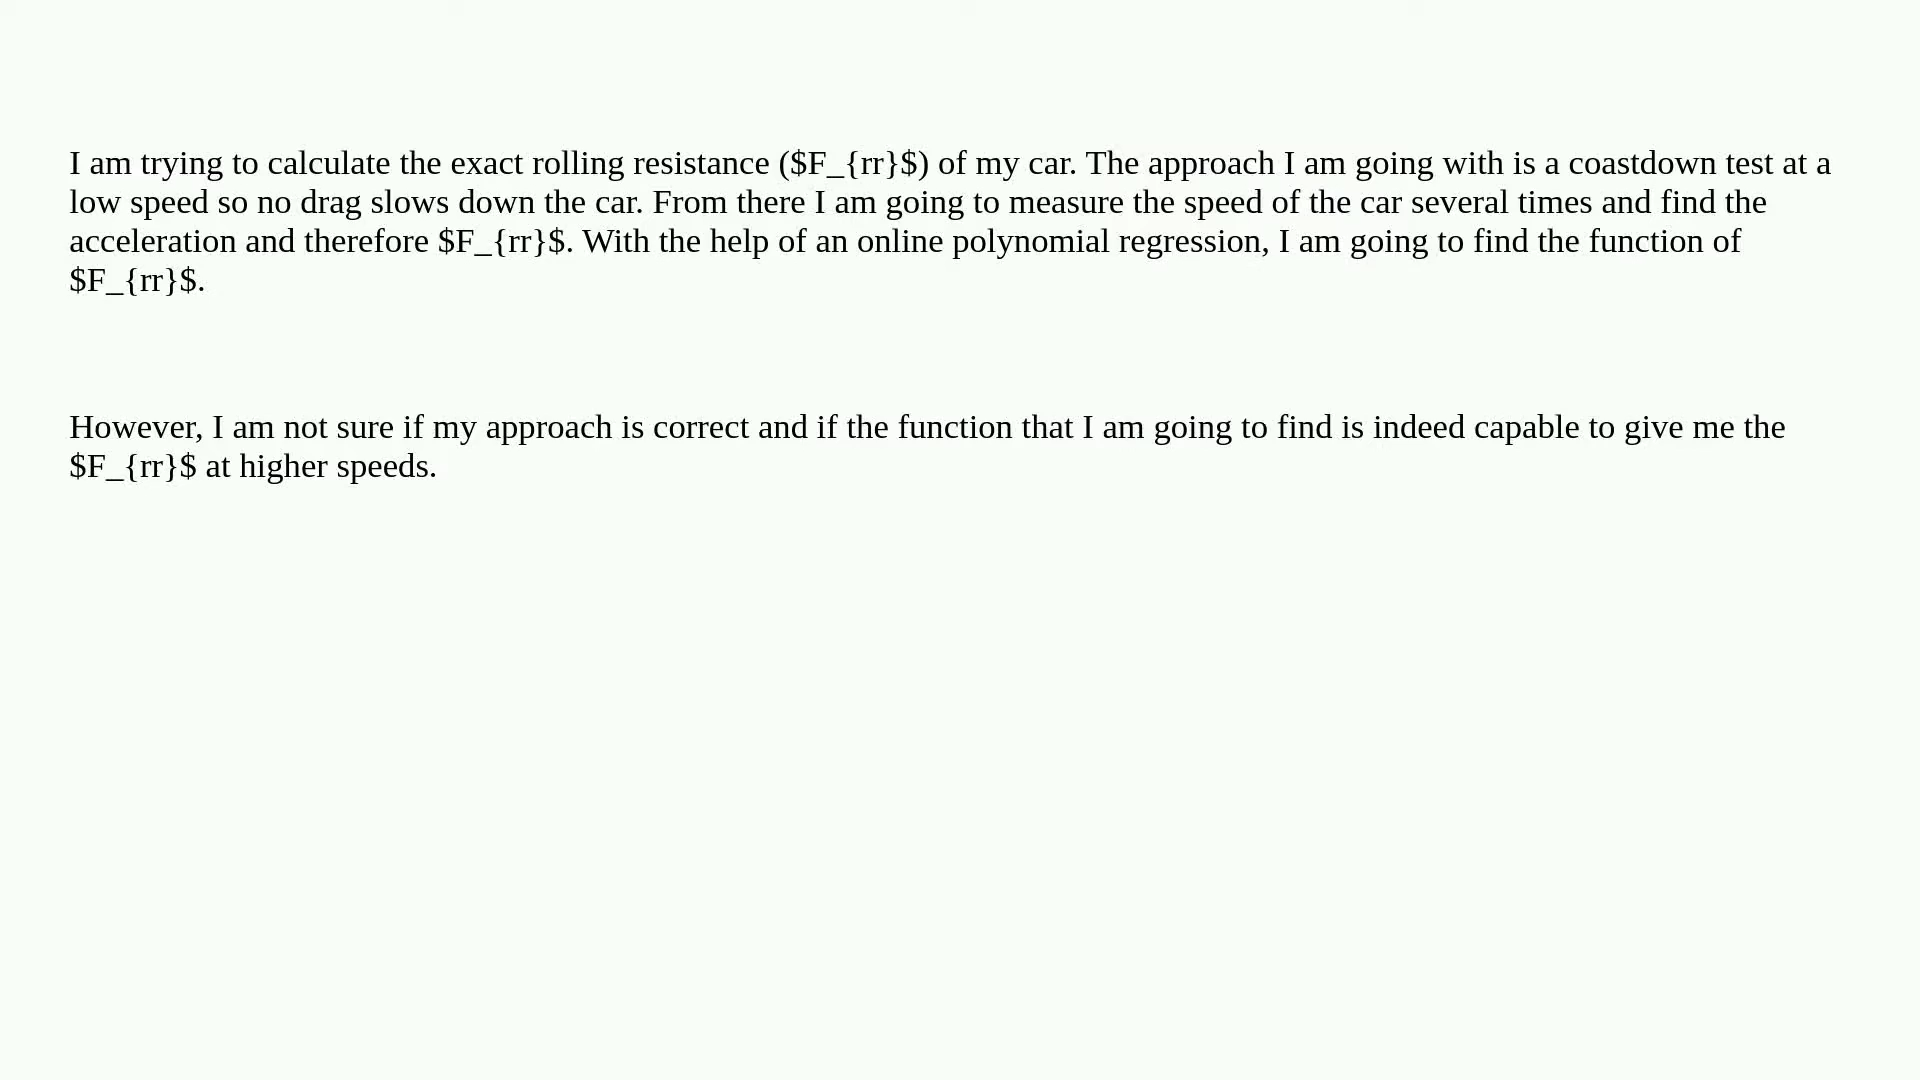 I am trying to calculate the exact rolling resistance ($F_{rr}$) of my car. The approach I am going with is a coastdown test at a
low speed so no drag slows down the car. From there I am going to measure the speed of the car several times and find the
acceleration and therefore $F_{rr}$. With the help of an online polynomial regression, I am going to find the function of
$F_{rr}$.
However, I am not sure if my approach is correct and if the function that I am going to find is indeed capable to give me the
$F_{rr}$ at higher speeds.